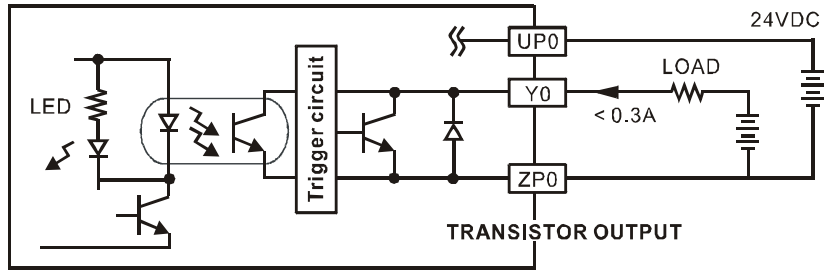 24VDC
UP0
LED
Trigger circuit
Y0
LOAD
< 0.3A
ZP0
TRANSISTOR OUTPUT